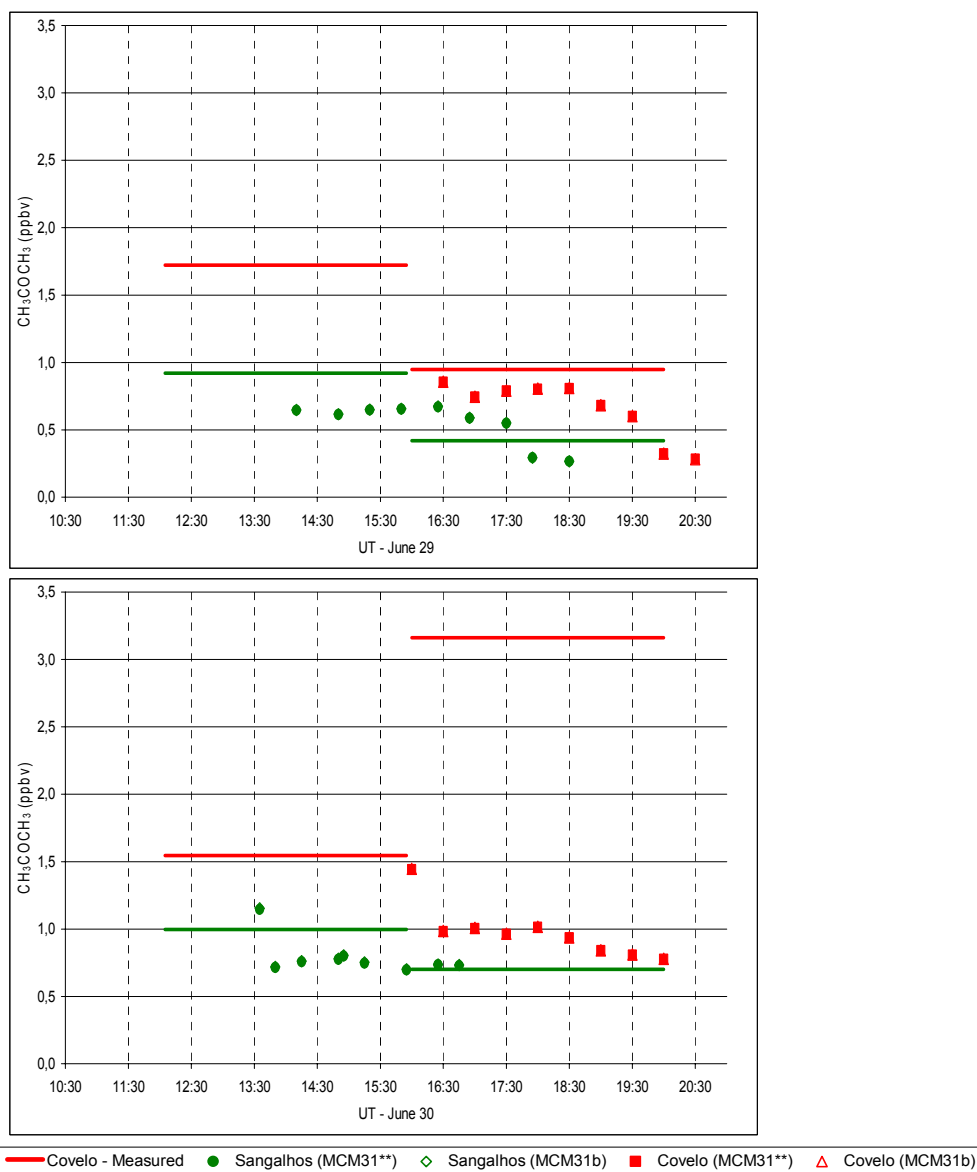 3,5
3,0
2,5
2,0
1,5
1,0
0,5
0,0
CH₃COCH₃ (ppbv)
10:30 11:30 12:30 13:30 14:30 15:30 16:30 17:30 18:30 19:30 20:30
UT - June 29
3,5
3,0
2,5
2,0
1,5
1,0
0,5
0,0
CH₃COCH₃ (ppbv)
10:30 11:30 12:30 13:30 14:30 15:30 16:30 17:30 18:30 19:30 20:30
UT - June 30
Covelo - Measured Sangalhos (MCM31**) Sangalhos (MCM31b) Covelo (MCM31**) Covelo (MCM31b)